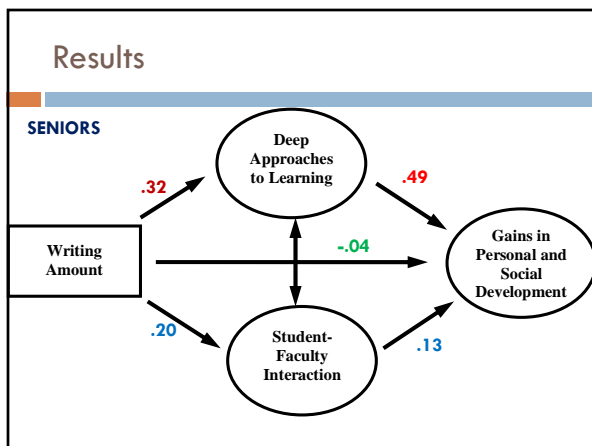 Results
SENIORS
Deep
Approaches
to Learning
.32
.49
Writing
Amount
-.04
Gains in
Personal and
Social
Development
.20
Student-
Faculty
Interaction
.13